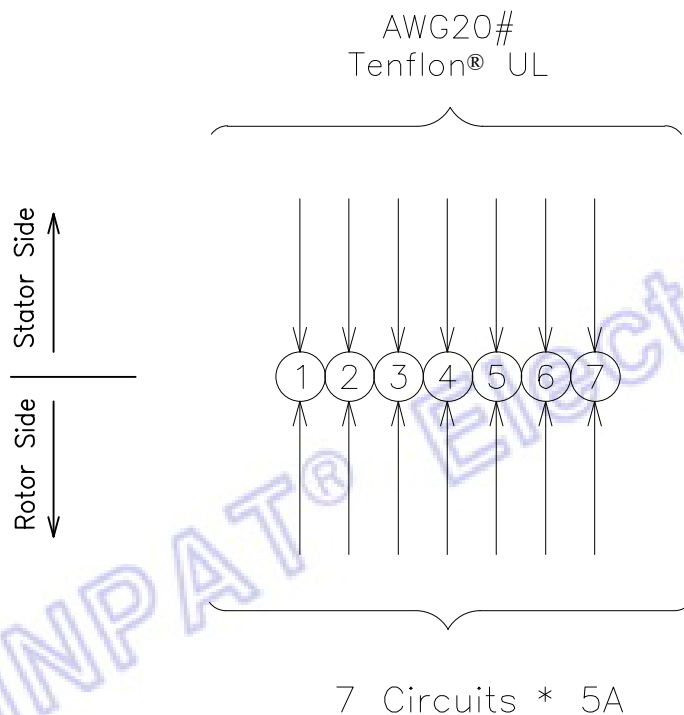 AWG20#
Tenflon® UL
Stator Side
Rotor Side
1 2 3 4 5 6 7
7 Circuits * 5A